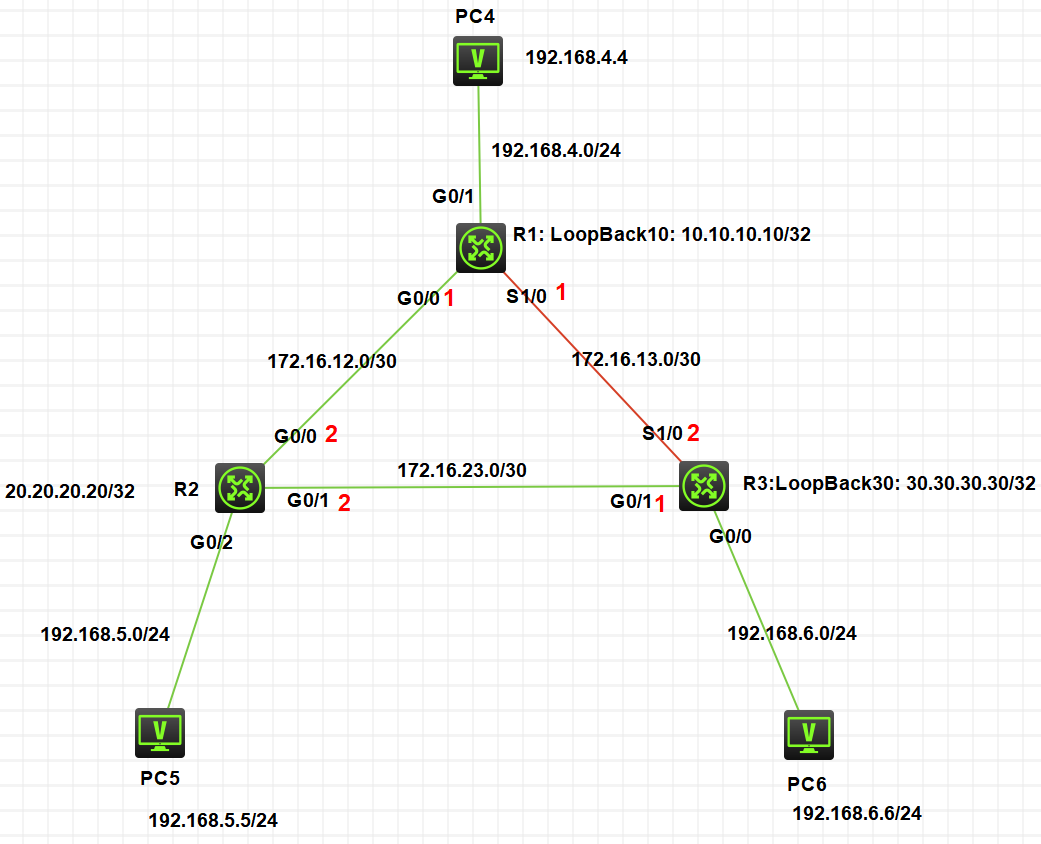 PC4
192.168.4.4
192.168.4.0/24
G0/1
R1: LoopBack10: 10.10.10.10/32
G0/0 1
S1/0 1
172.16.12.0/30
172.16.13.0/30
G0/0 2
S1/0 2
172.16.23.0/30
20.20.20.20/32
R2
G0/1 2
G0/1 1
R3:LoopBack30: 30.30.30.30/32
G0/2
G0/0
192.168.5.0/24
192.168.6.0/24
PC5
192.168.5.5/24
PC6
192.168.6.6/24